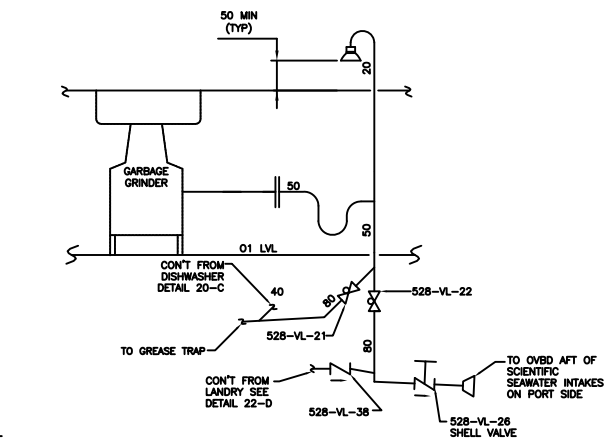 50 MIN
(TYP)
20
GARBAGE
GRINDER
50
50
01 LVL
CON'T FROM
DISHWASHER
DETAIL 20-C
40
80
528-VL-22
528-VL-21
TO GREASE TRAP
80
CON'T FROM
LANDRY SEE
DETAIL 22-D
528-VL-38
TO OVBD AFT OF
SCIENTIFIC
SEAWATER INTAKES
ON PORT SIDE
528-VL-26
SHELL VALVE